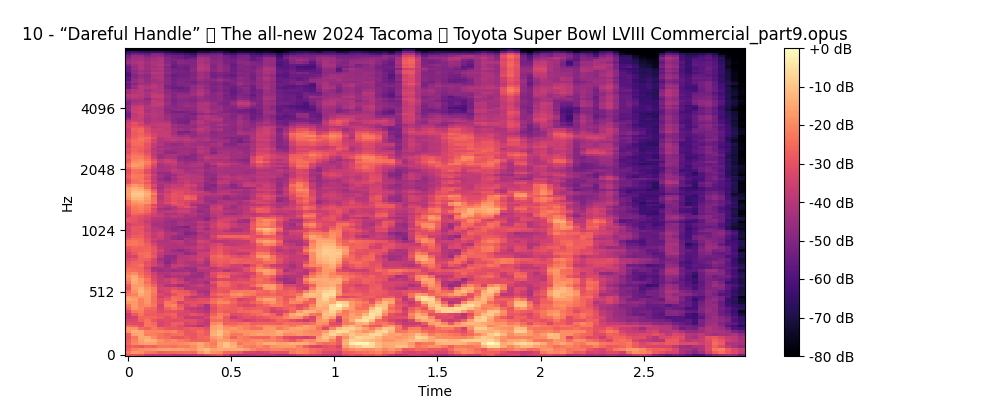 10 - “Dareful Handle” ▯ The all-new 2024 Tacoma ▯ Toyota Super Bowl LVIII Commercial_part9.opus
+0 dB
-10 dB
-20 dB
-30 dB
-40 dB
-50 dB
-60 dB
-70 dB
-80 dB
4096
2048
1024
512
0
Hz
0 0.5 1 1.5 2 2.5
Time